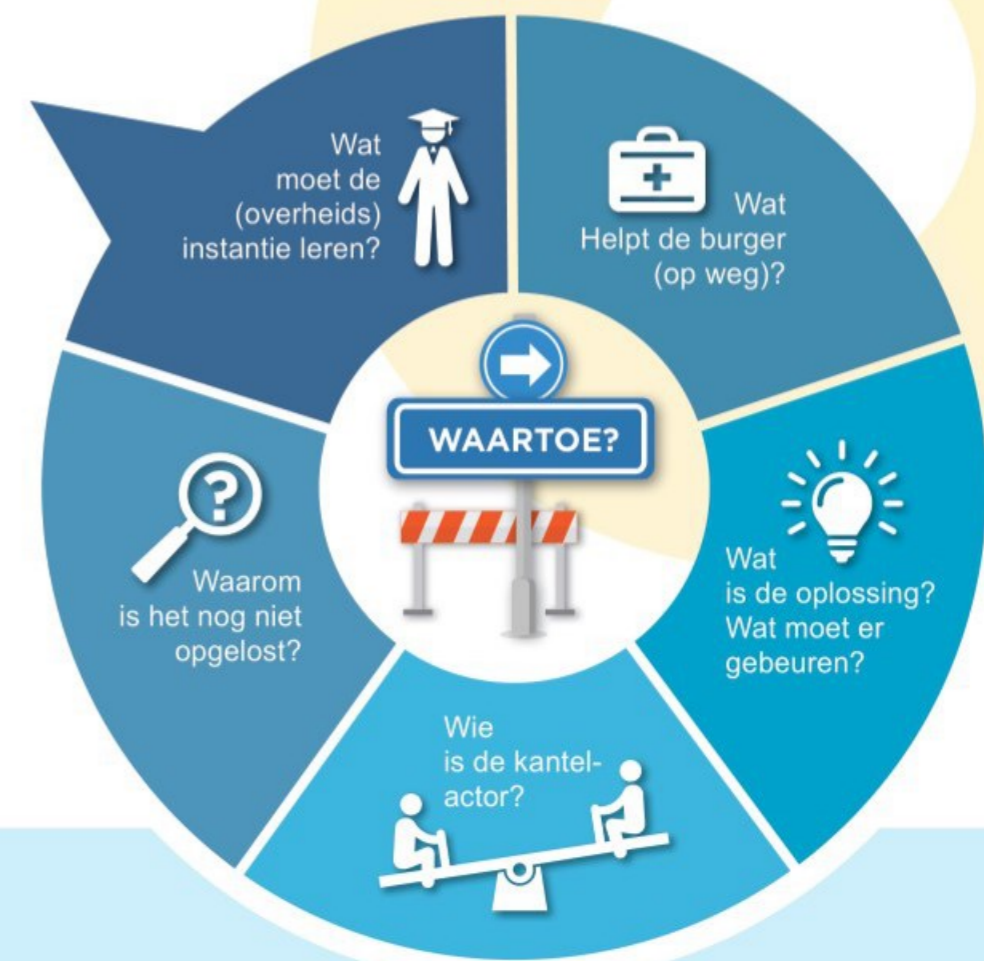 Wat
moet de
(overheids)
instantie leren?
Wat
Helpt de burger
(op weg)?
WAARTOE?
?
Waarom
is het nog niet
opgelost?
Wat
is de oplossing?
Wat moet er
gebeuren?
Wie
is de kantel-
actor?